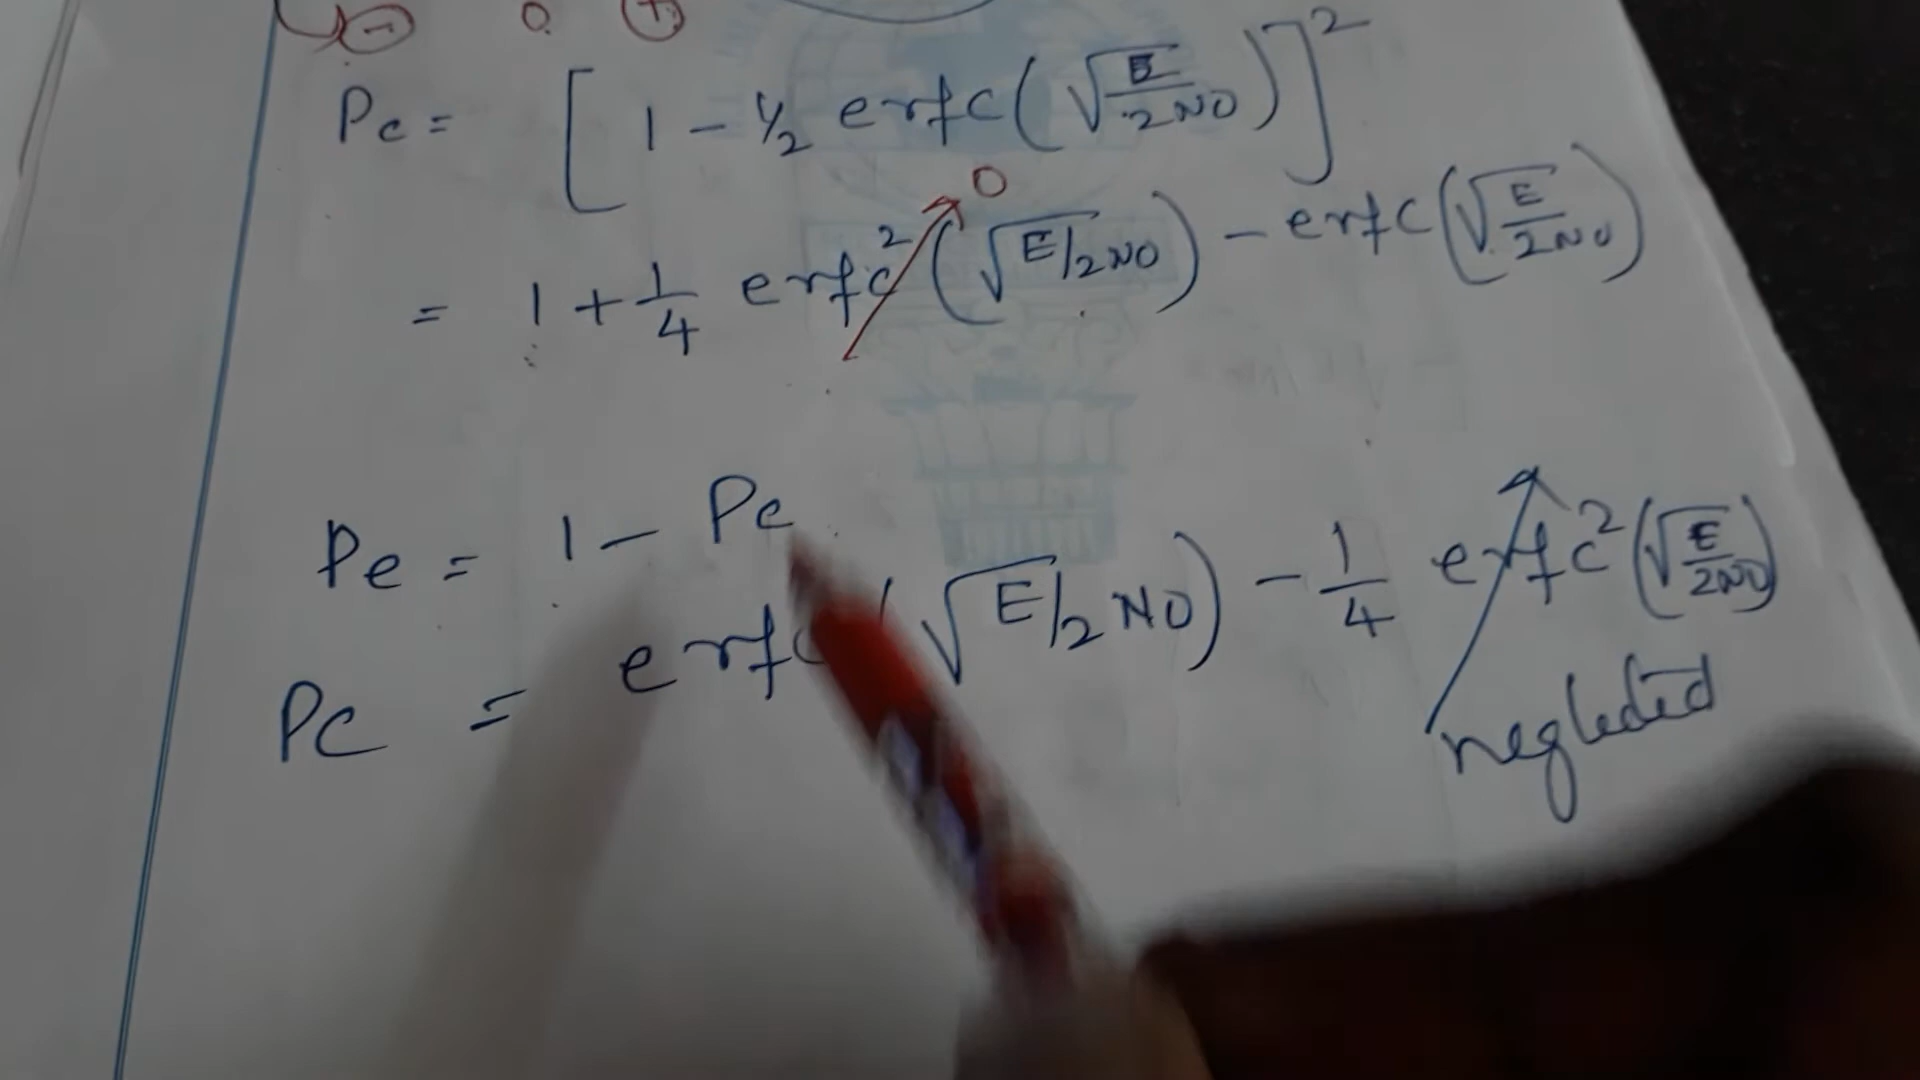 - 0 +
Pc = [ 1 - 1/2 erfc ( √(E/2N0) ) ]²
0
= 1 + 1/4 erfc² ( √(E/2N0) ) - erfc ( √(E/2N0) )
Pe = 1 - Pc
Pc = erfc ( √(E/2N0) ) - 1/4 erfc² ( √(E/2N0) )
neglected